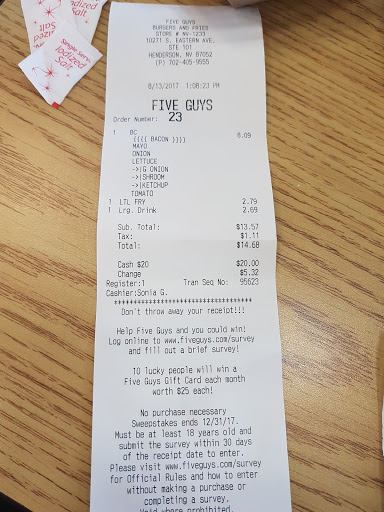 Simple Serv
Iodized
Salt
Iodized
Salt
FIVE GUYS
BURGERS AND FRIES
STORE # NV-1233
10271 S. EASTERN AVE.
STE 101
HENDERSON, NV 87052
(P) 702-405-9555
8/13/2017 1:08:23 PM
FIVE GUYS
Order Number: 23
1 BC 8.09
{{{{ BACON }}}}
MAYO
ONION
LETTUCE
->|G.ONION
->|SHROOM
->|KETCHUP
TOMATO
1 LTL FRY 2.79
1 Lrg. Drink 2.69
Sub. Total: $13.57
Tax: $1.11
Total: $14.68
Cash $20 $20.00
Change $5.32
Register:1 Tran Seq No: 95623
Cashier:Sonia G.
Don't throw away your receipt!!!
Help Five Guys and you could win!
Log online to www.fiveguys.com/survey
and fill out a brief survey!
10 lucky people will win a
Five Guys Gift Card each month
worth $25 each!
No purchase necessary
Sweepstakes ends 12/31/17.
Must be at least 18 years old and
submit the survey within 30 days
of the receipt date to enter.
Please visit www.fiveguys.com/survey
for Official Rules and how to enter
without making a purchase or
completing a survey.
Void where prohibited.